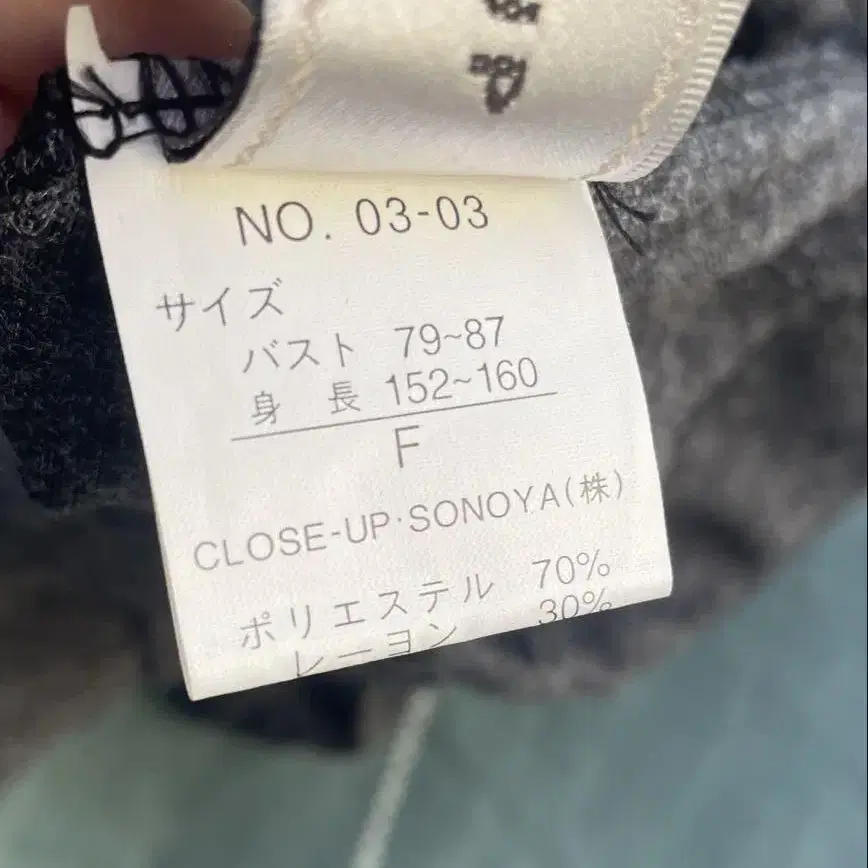 NO. 03-03
サイズ
バスト 79~87
身 長 152~160
F
CLOSE-UP·SONOYA(株)
ポリエステル 70%
レーヨン 30%